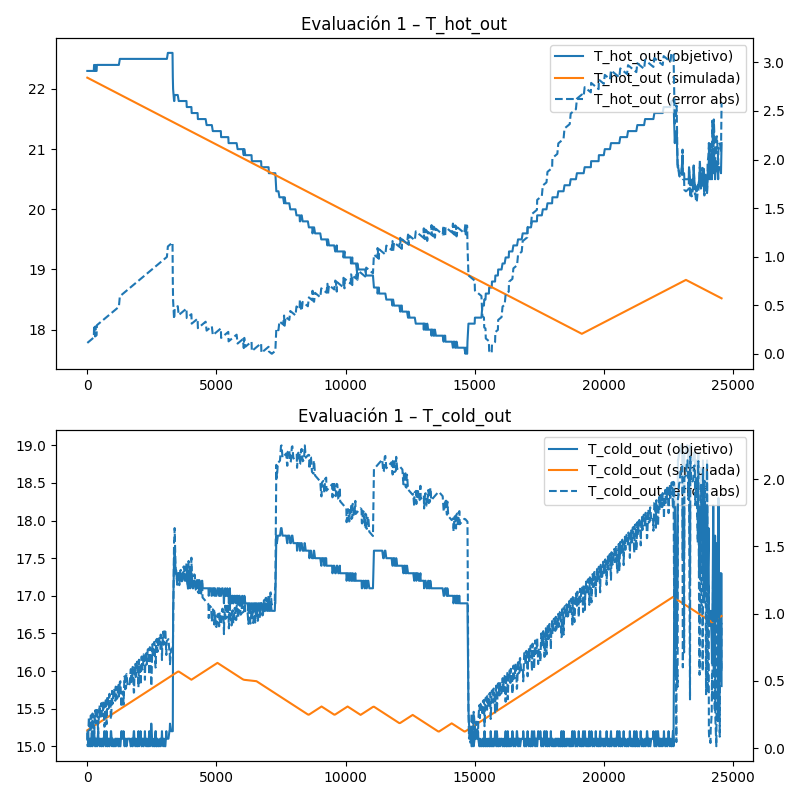 Evaluación 1 – T_hot_out
T_hot_out (objetivo)
T_hot_out (simulada)
T_hot_out (error abs)
22
21
20
19
18
3.0
2.5
2.0
1.5
1.0
0.5
0.0
0 5000 10000 15000 20000 25000
Evaluación 1 – T_cold_out
T_cold_out (objetivo)
T_cold_out (simulada)
T_cold_out (error abs)
19.0
18.5
18.0
17.5
17.0
16.5
16.0
15.5
15.0
2.0
1.5
1.0
0.5
0.0
0 5000 10000 15000 20000 25000